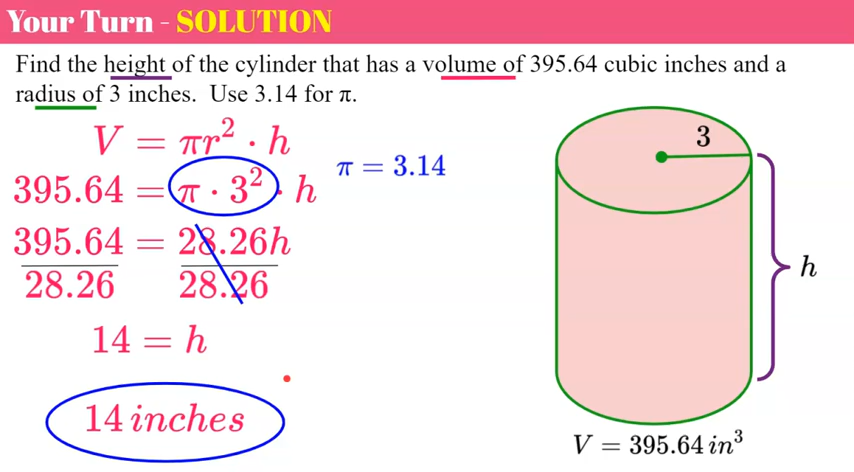 Your Turn - SOLUTION
Find the height of the cylinder that has a volume of 395.64 cubic inches and a
radius of 3 inches. Use 3.14 for π.
V = πr² · h
π = 3.14
395.64 = π · 3² · h
395.64 = 28.26h
28.26 28.26
14 = h
14 inches
3
h
V = 395.64 in³